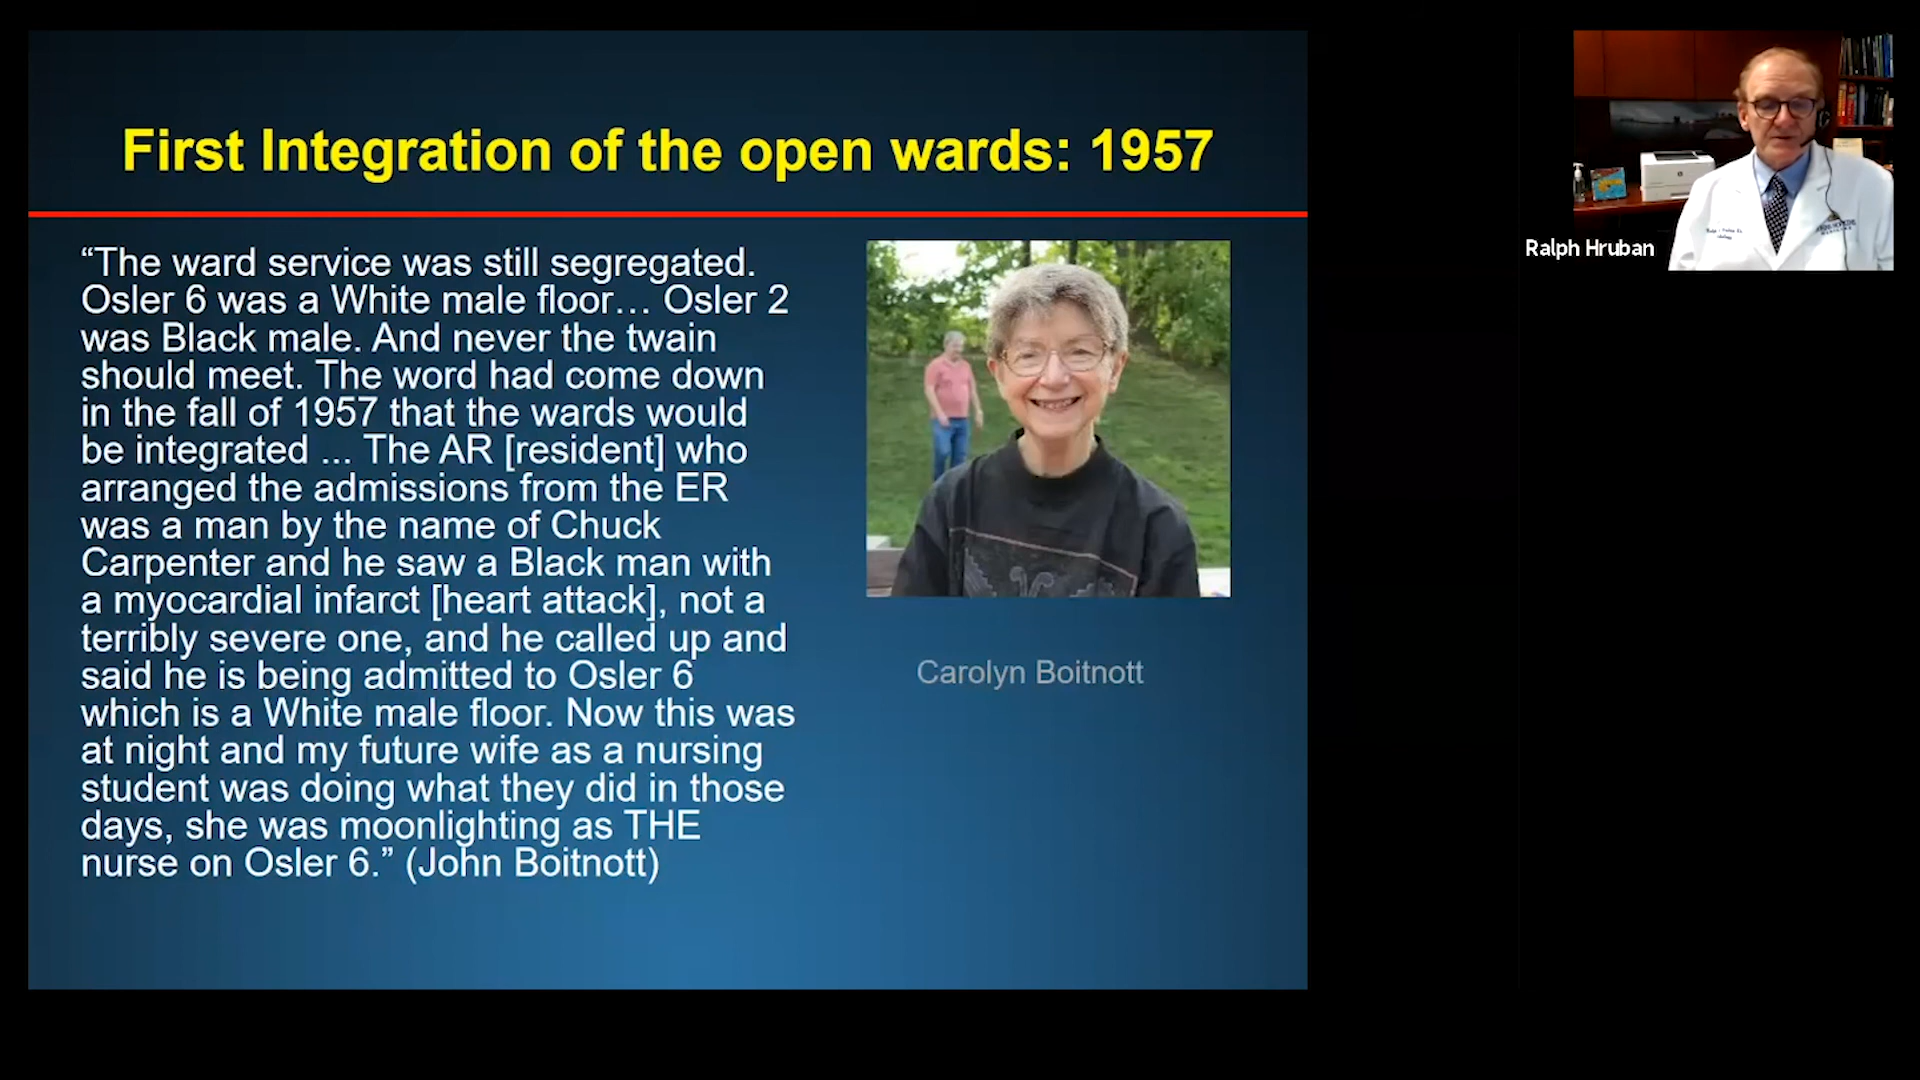 First Integration of the open wards: 1957
“The ward service was still segregated.
Osler 6 was a White male floor… Osler 2
was Black male. And never the twain
should meet. The word had come down
in the fall of 1957 that the wards would
be integrated ... The AR [resident] who
arranged the admissions from the ER
was a man by the name of Chuck
Carpenter and he saw a Black man with
a myocardial infarct [heart attack], not a
terribly severe one, and he called up and
said he is being admitted to Osler 6
which is a White male floor. Now this was
at night and my future wife as a nursing
student was doing what they did in those
days, she was moonlighting as THE
nurse on Osler 6.” (John Boitnott)
Carolyn Boitnott
Ralph Hruban